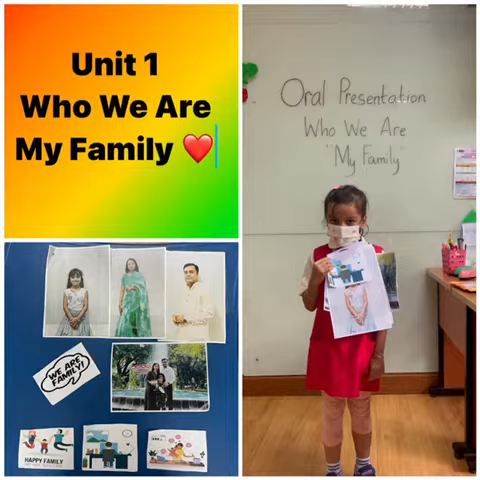 Unit 1
Who We Are
My Family ❤️
Oral Presentation
Who We Are
"My Family"
WE ARE
FAMILY!
HAPPY FAMILY